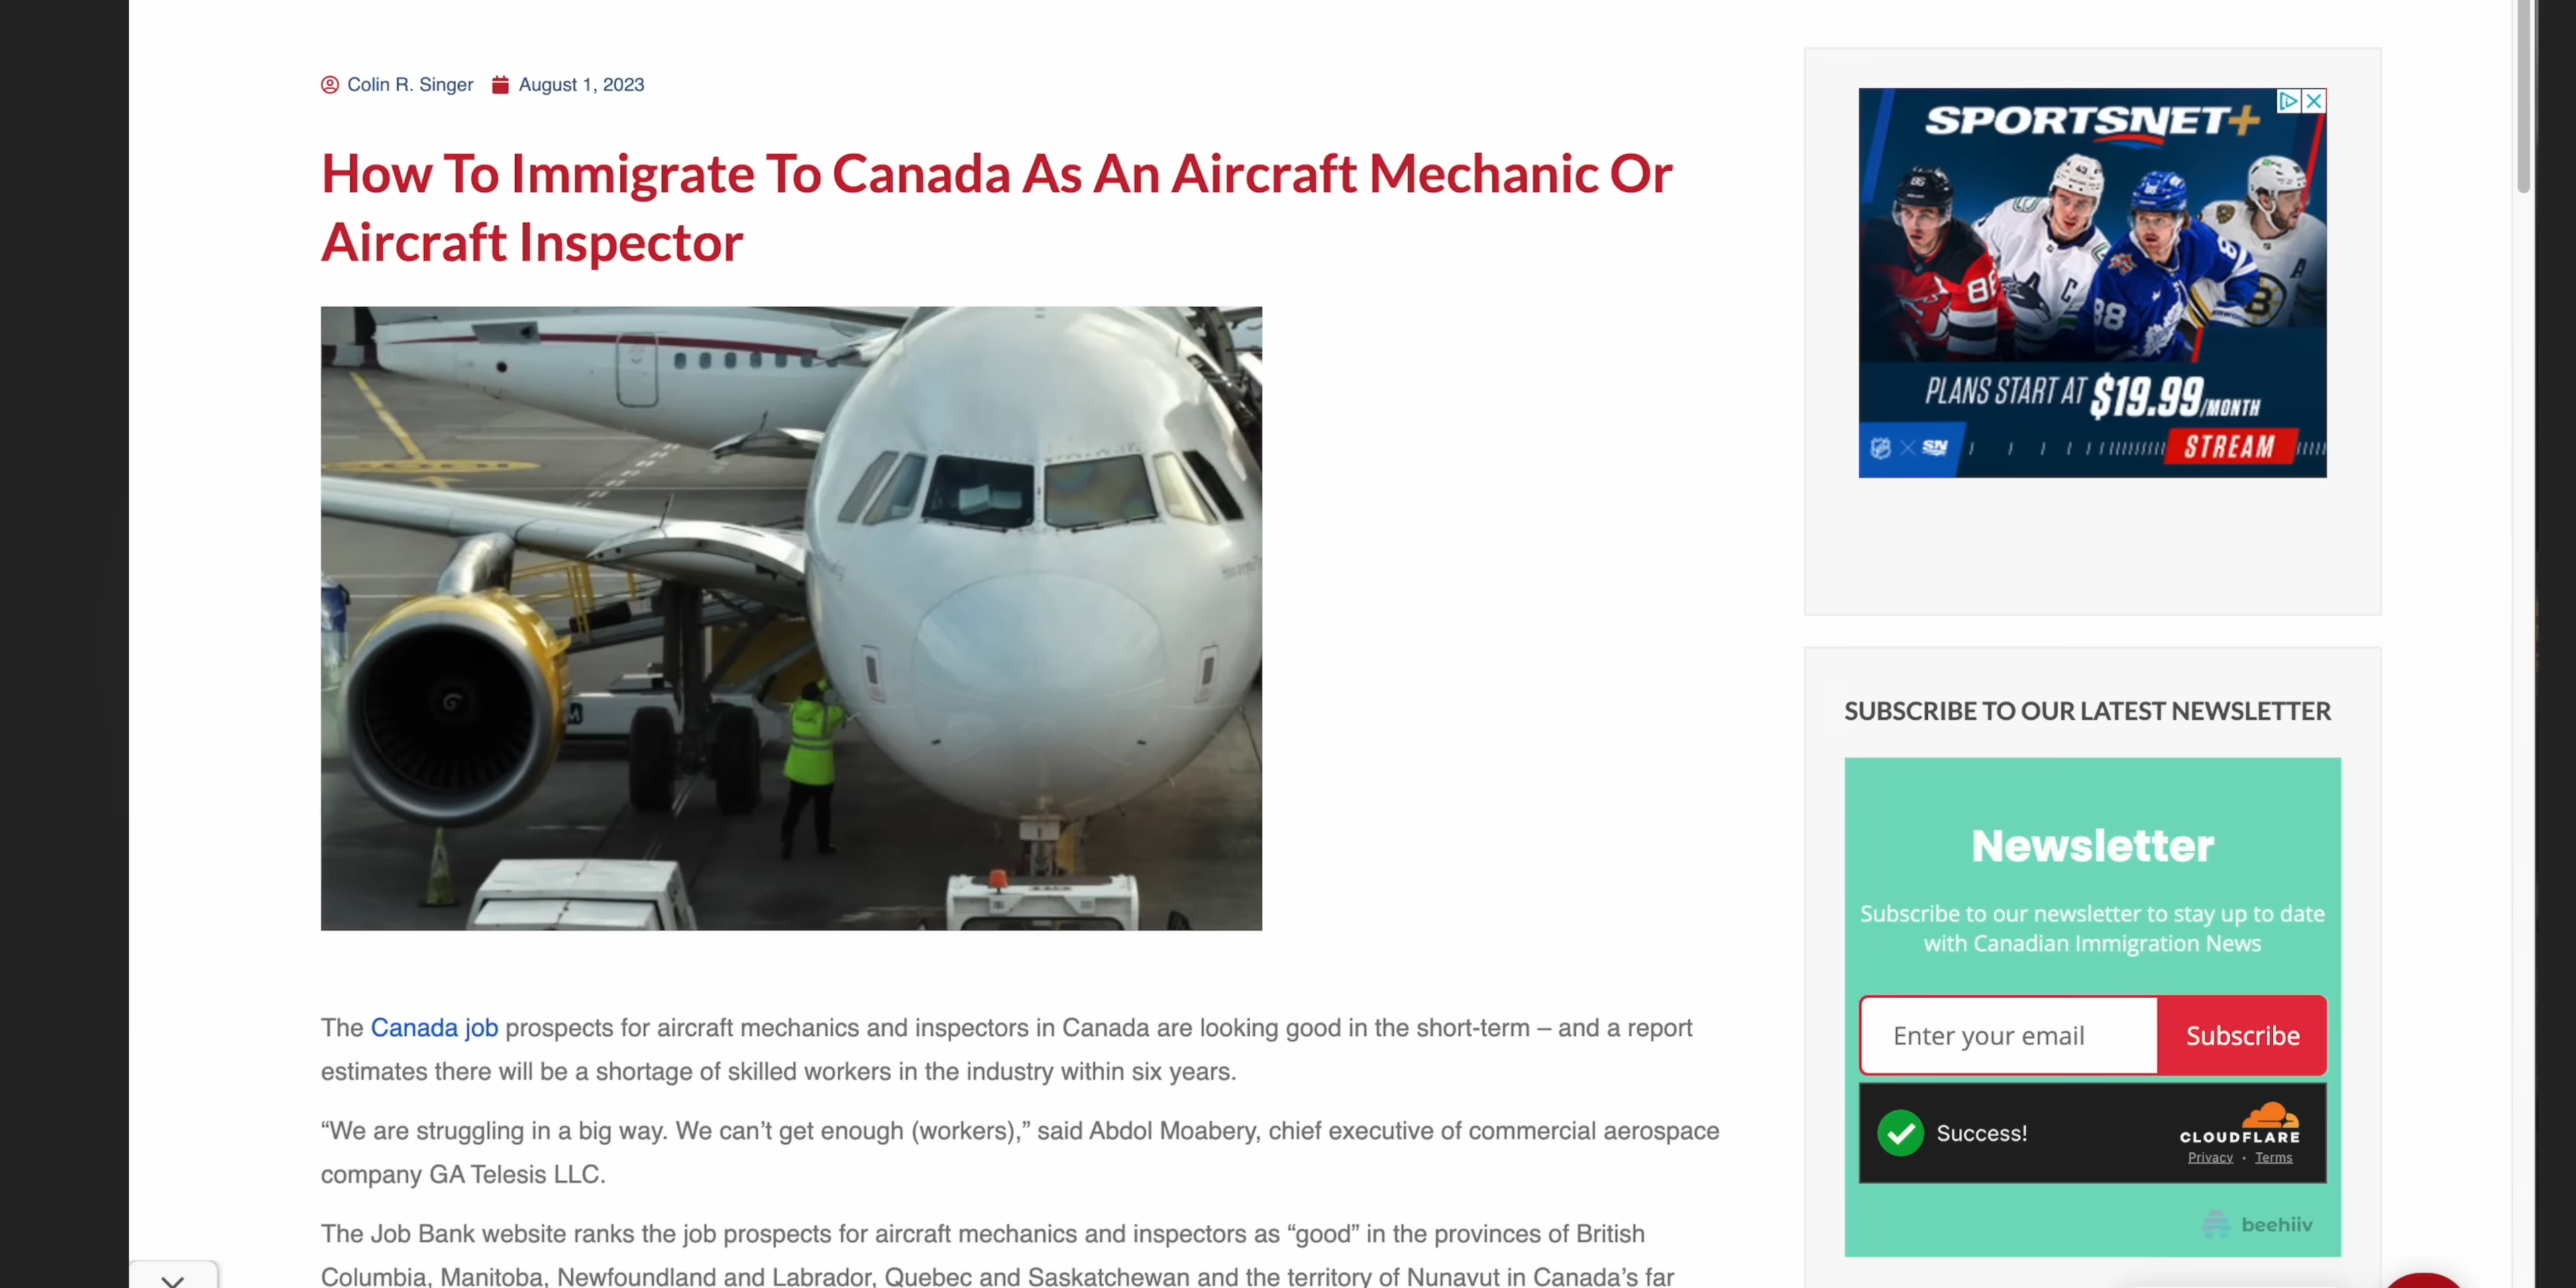 Colin R. Singer August 1, 2023
How To Immigrate To Canada As An Aircraft Mechanic Or
Aircraft Inspector
The Canada job prospects for aircraft mechanics and inspectors in Canada are looking good in the short-term – and a report
estimates there will be a shortage of skilled workers in the industry within six years.
“We are struggling in a big way. We can’t get enough (workers),” said Abdol Moabery, chief executive of commercial aerospace
company GA Telesis LLC.
The Job Bank website ranks the job prospects for aircraft mechanics and inspectors as “good” in the provinces of British
Columbia, Manitoba, Newfoundland and Labrador, Quebec and Saskatchewan and the territory of Nunavut in Canada’s far
SPORTSNET+
86
C
88
A
B
PLANS START AT $19.99/MONTH
SN
STREAM
SUBSCRIBE TO OUR LATEST NEWSLETTER
Newsletter
Subscribe to our newsletter to stay up to date
with Canadian Immigration News
Enter your email Subscribe
Success!
CLOUDFLARE
Privacy · Terms
beehiiv